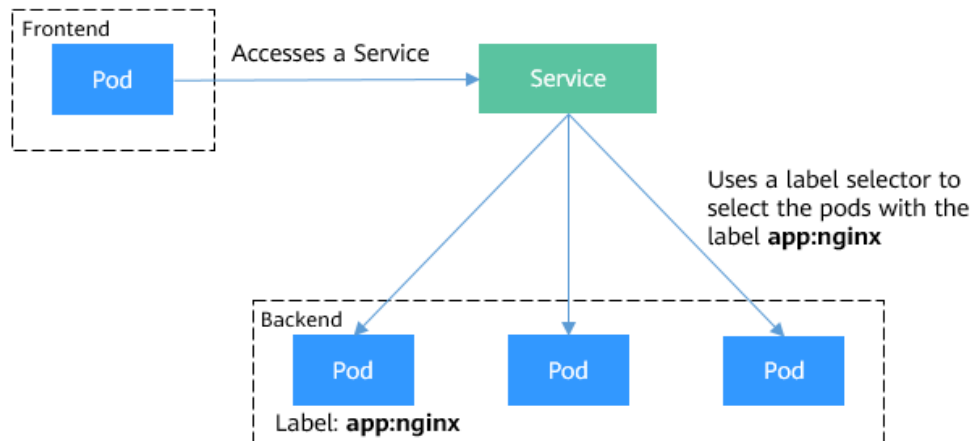 Frontend
Pod
Accesses a Service
Service
Uses a label selector to
select the pods with the
label app:nginx
Backend
Pod
Pod
Pod
Label: app:nginx